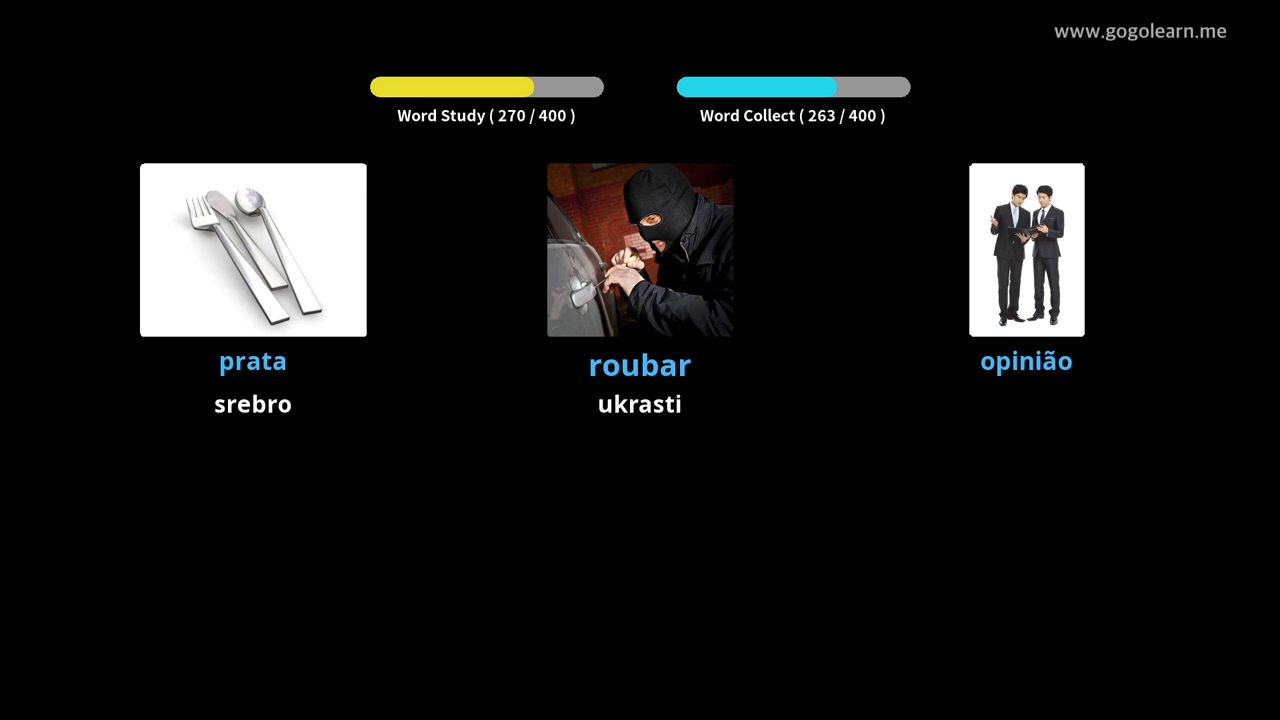 www.gogolearn.me
Word Study ( 270 / 400 )
Word Collect ( 263 / 400 )
prata
roubar
opinião
srebro
ukrasti